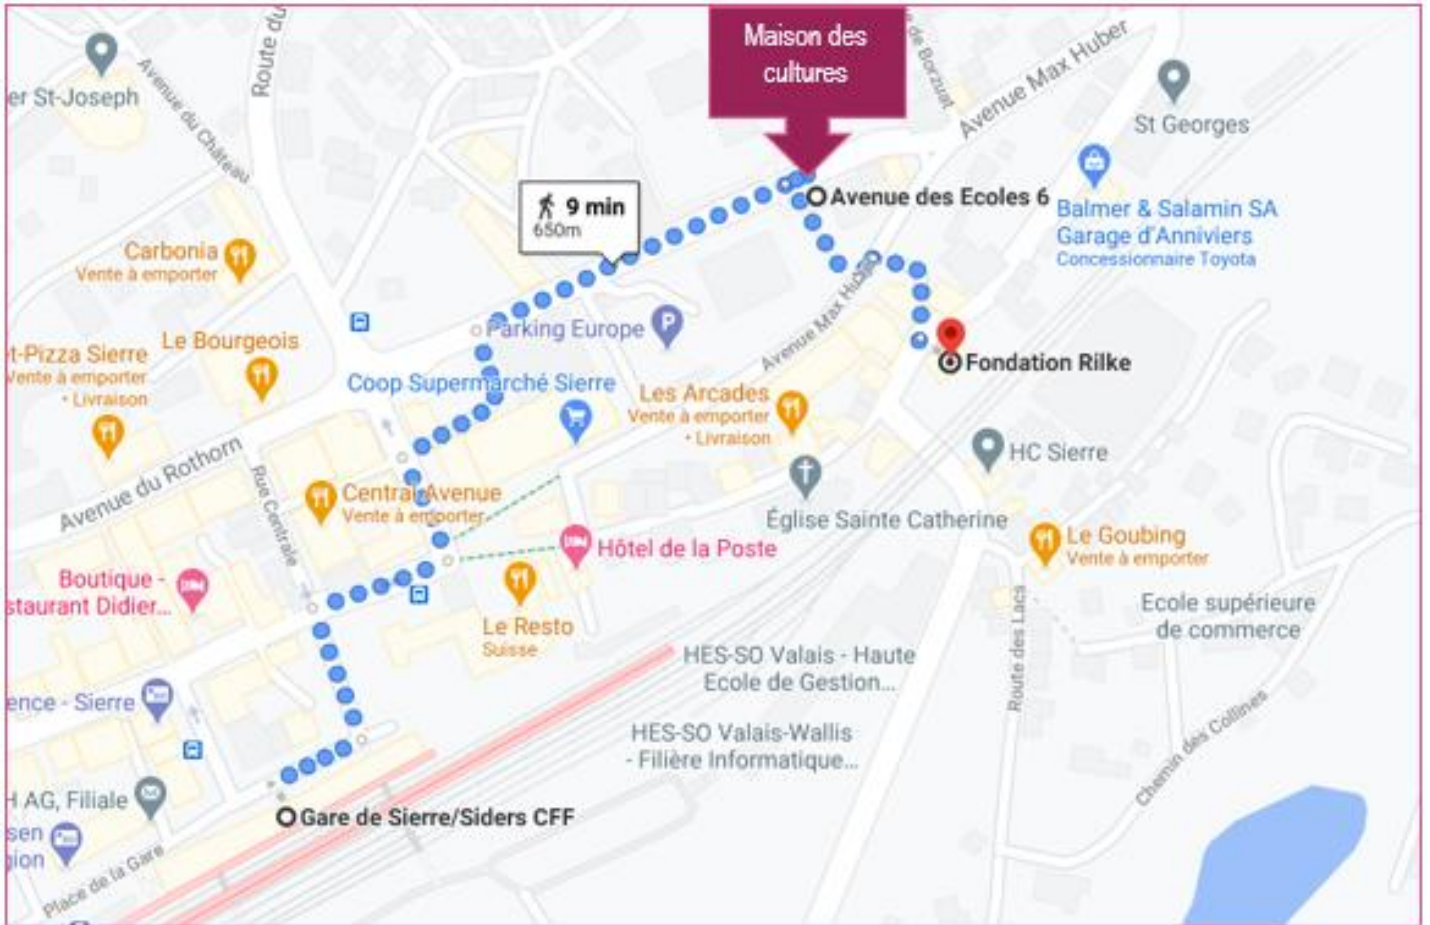 Maison des
cultures
Route du
de Borzuat
Avenue Max Huber
er St-Joseph
Avenue du Château
St Georges
9 min
650m
Avenue des Ecoles 6
Balmer & Salamin SA
Garage d'Anniviers
Concessionnaire Toyota
Carbonia
Vente à emporter
Parking Europe
P
Avenue Max Huber
Le Bourgeois
t-Pizza Sierre
Vente à emporter
• Livraison
Fondation Rilke
Coop Supermarché Sierre
Les Arcades
Vente à emporter
• Livraison
Avenue du Rothorn
Rue Centrale
HC Sierre
Central Avenue
Vente à emporter
Église Sainte Catherine
Le Goubing
Vente à emporter
Hôtel de la Poste
Boutique -
staurant Didier...
Le Resto
Suisse
Ecole supérieure
de commerce
Route des Lacs
HES-SO Valais - Haute
Ecole de Gestion...
ence - Sierre
HES-SO Valais-Wallis
- Filière Informatique...
Chemin des Collines
H AG, Filiale
Gare de Sierre/Siders CFF
sen
gion
Place de la Gare